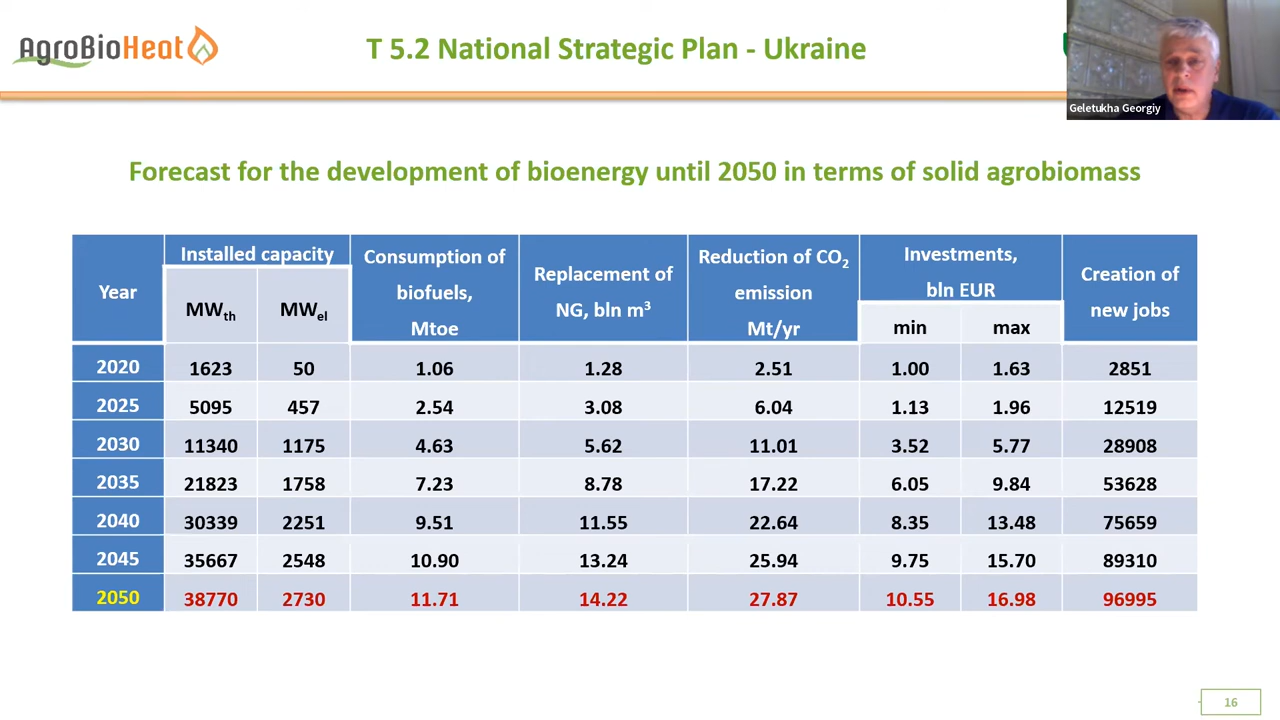 AgroBioHeat
T 5.2 National Strategic Plan - Ukraine
Geletukha Georgiy
Forecast for the development of bioenergy until 2050 in terms of solid agrobiomass
Year
Installed capacity
MWth
MWel
Consumption of
biofuels,
Mtoe
Replacement of
NG, bln m³
Reduction of CO₂
emission
Mt/yr
Investments,
bln EUR
min
max
Creation of
new jobs
2020 1623 50 1.06 1.28 2.51 1.00 1.63 2851
2025 5095 457 2.54 3.08 6.04 1.13 1.96 12519
2030 11340 1175 4.63 5.62 11.01 3.52 5.77 28908
2035 21823 1758 7.23 8.78 17.22 6.05 9.84 53628
2040 30339 2251 9.51 11.55 22.64 8.35 13.48 75659
2045 35667 2548 10.90 13.24 25.94 9.75 15.70 89310
2050 38770 2730 11.71 14.22 27.87 10.55 16.98 96995
16